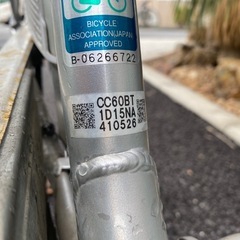 BICYCLE
ASSOCIATION(JAPAN)
APPROVED
B-06266722
CC60BT
1D15NA
410526